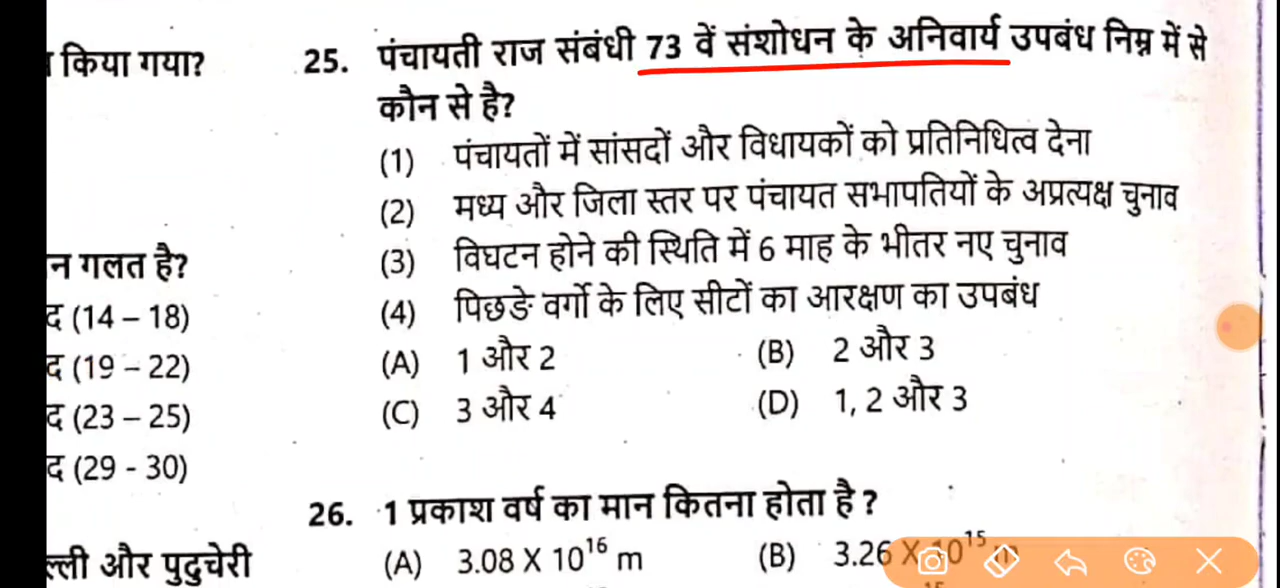 किया गया?
न गलत है?
द (14 – 18)
द (19 – 22)
द (23 – 25)
द (29 - 30)
ल्ली और पुदुचेरी
25. पंचायती राज संबंधी 73 वें संशोधन के अनिवार्य उपबंध निम्न में से
कौन से है?
(1) पंचायतों में सांसदों और विधायकों को प्रतिनिधित्व देना
(2) मध्य और जिला स्तर पर पंचायत सभापतियों के अप्रत्यक्ष चुनाव
(3) विघटन होने की स्थिति में 6 माह के भीतर नए चुनाव
(4) पिछडे वर्गो के लिए सीटों का आरक्षण का उपबंध
(A) 1 और 2 (B) 2 और 3
(C) 3 और 4 (D) 1, 2 और 3
26. 1 प्रकाश वर्ष का मान कितना होता है ?
(A) 3.08 X 10¹⁶ m (B) 3.26 X 10¹⁵ m